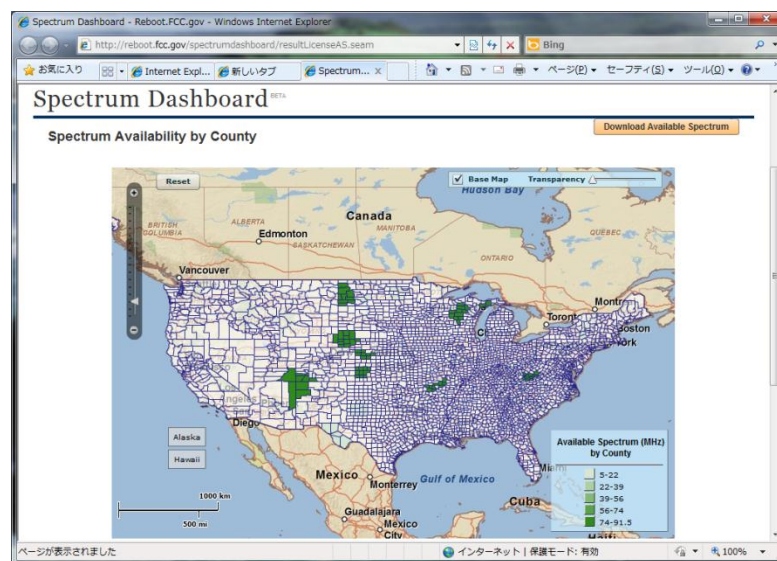 Spectrum Dashboard - Reboot.FCC.gov - Windows Internet Explorer
http://reboot.fcc.gov/spectrumdashboard/resultLicenseAS.seam
Bing
お気に入り
Internet Expl...
新しいタブ
Spectrum...
ページ(P)
セーフティ(S)
ツール(O)
Spectrum Dashboard BETA
Spectrum Availability by County
Download Available Spectrum
Reset
Base Map
Transparency
Hudson Bay
Canada
BRITISH COLUMBIA
ALBERTA
Edmonton
SASKATCHEWAN
MANITOBA
ONTARIO
QUEBEC
Vancouver
Toront
Montr
Boston
York
Angeles
Diego
Alaska
Hawaii
Mexico
Monterrey
Gulf of Mexico
Miami
Cuba
Haiti
Guadalajara
Mexico City
1000 km
500 mi
Available Spectrum (MHz)
by County
5-22
22-39
39-56
56-74
74-91.5
ページが表示されました
インターネット | 保護モード: 有効
100%